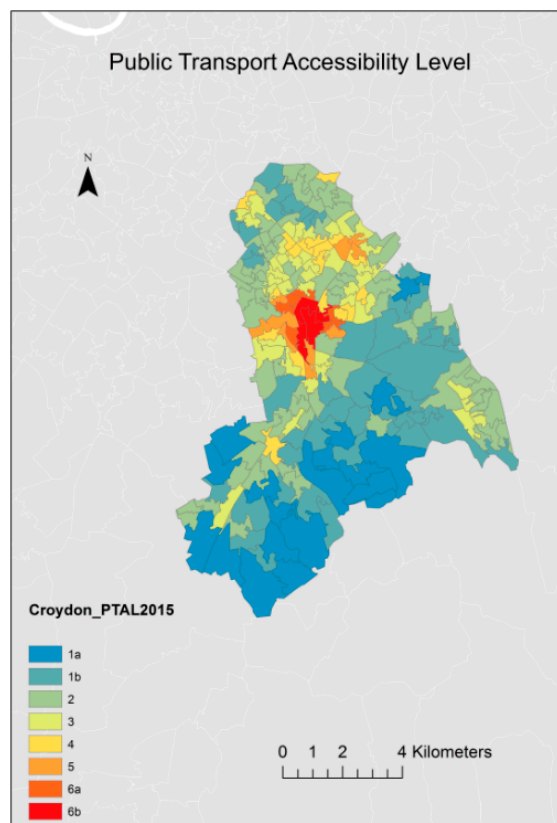 Public Transport Accessibility Level
N
Croydon_PTAL2015
1a
1b
2
3
4
5
6a
6b
0 1 2 4 Kilometers